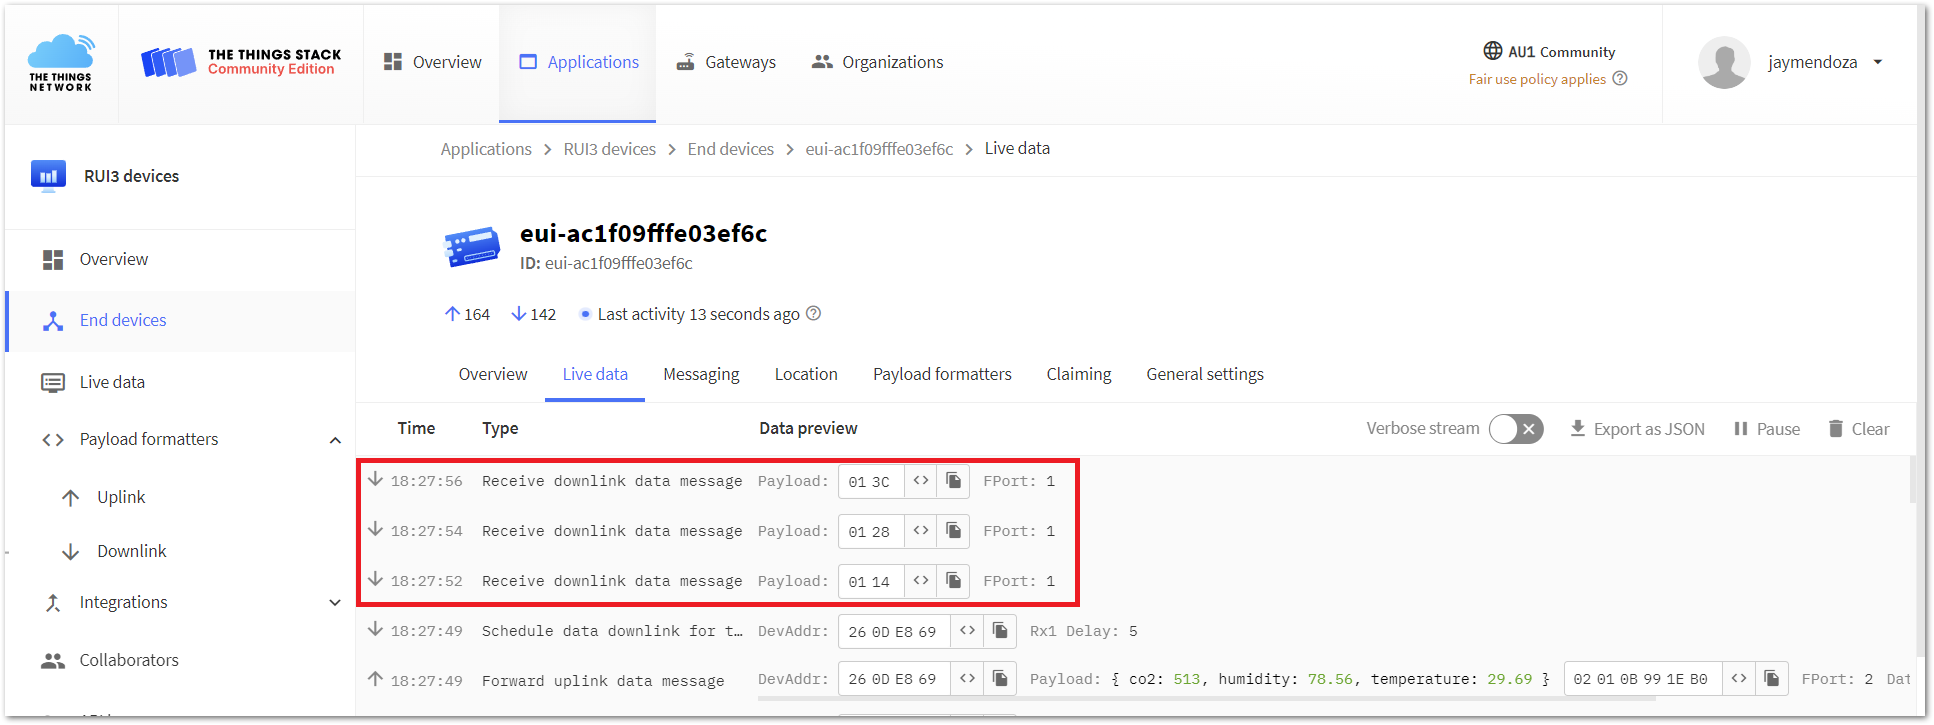 THE THINGS
NETWORK
THE THINGS STACK
Community Edition
Overview
Applications
Gateways
Organizations
AU1 Community
Fair use policy applies
jaymendoza
RUI3 devices
Overview
End devices
Live data
Payload formatters
Uplink
Downlink
Integrations
Collaborators
Applications > RUI3 devices > End devices > eui-ac1f09fffe03ef6c > Live data
eui-ac1f09fffe03ef6c
ID: eui-ac1f09fffe03ef6c
↑ 164 ↓ 142 Last activity 13 seconds ago
Overview Live data Messaging Location Payload formatters Claiming General settings
Time Type Data preview Verbose stream Export as JSON Pause Clear
↓ 18:27:56 Receive downlink data message Payload: 01 3C <> FPort: 1
↓ 18:27:54 Receive downlink data message Payload: 01 28 <> FPort: 1
↓ 18:27:52 Receive downlink data message Payload: 01 14 <> FPort: 1
↓ 18:27:49 Schedule data downlink for t… DevAddr: 26 0D E8 69 <> Rx1 Delay: 5
↑ 18:27:49 Forward uplink data message DevAddr: 26 0D E8 69 <> Payload: { co2: 513, humidity: 78.56, temperature: 29.69 } 02 01 0B 99 1E B0 <> FPort: 2 Dat